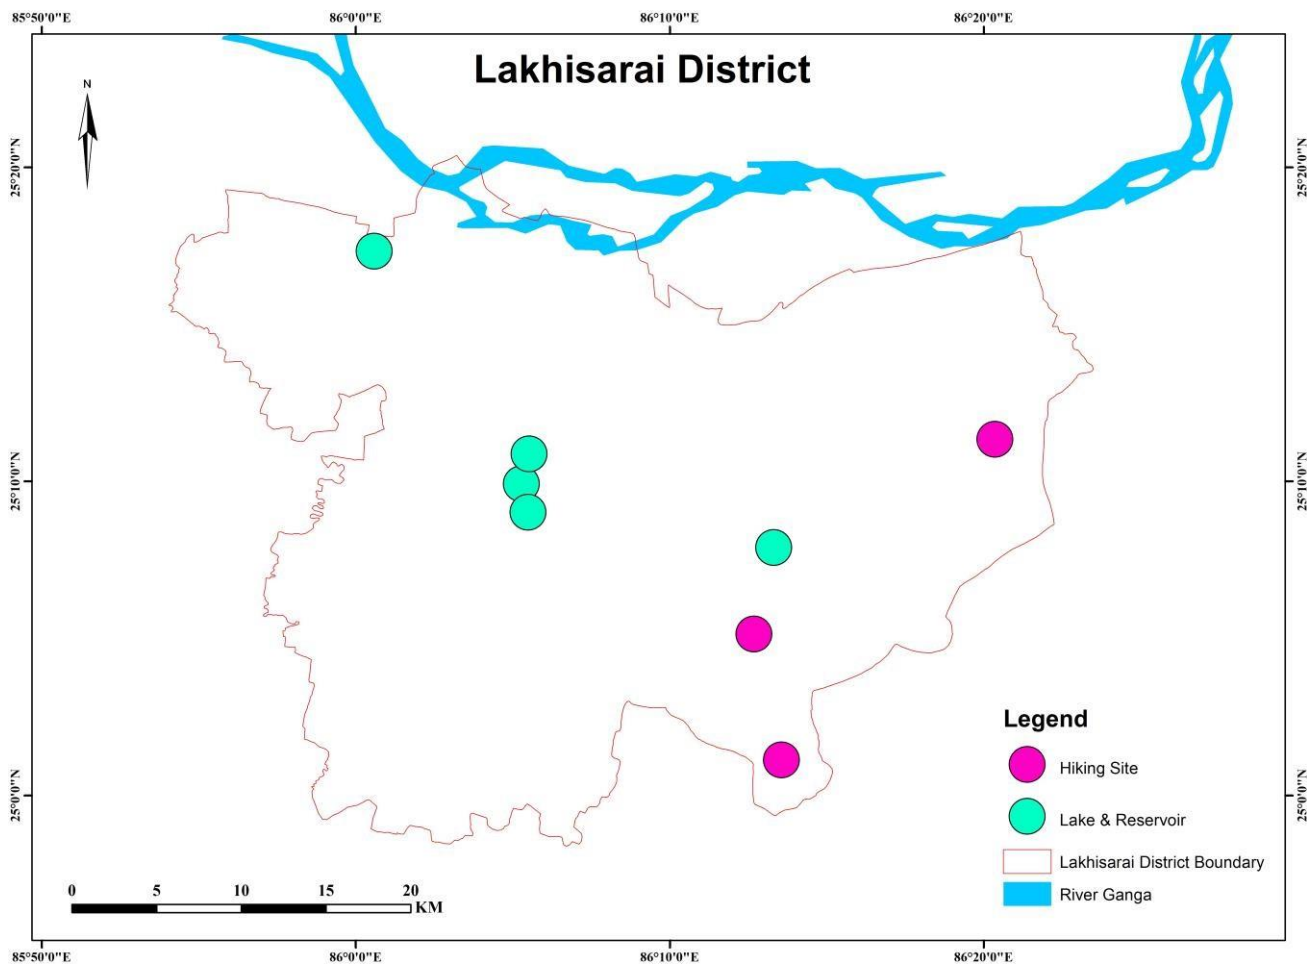 85°50'0"E 86°0'0"E 86°10'0"E 86°20'0"E
Lakhisarai District
N
25°20'0"N 25°20'0"N
25°10'0"N 25°10'0"N
Legend
Hiking Site
25°0'0"N 25°0'0"N
Lake & Reservoir
Lakhisarai District Boundary
River Ganga
0 5 10 15 20
KM
85°50'0"E 86°0'0"E 86°10'0"E 86°20'0"E